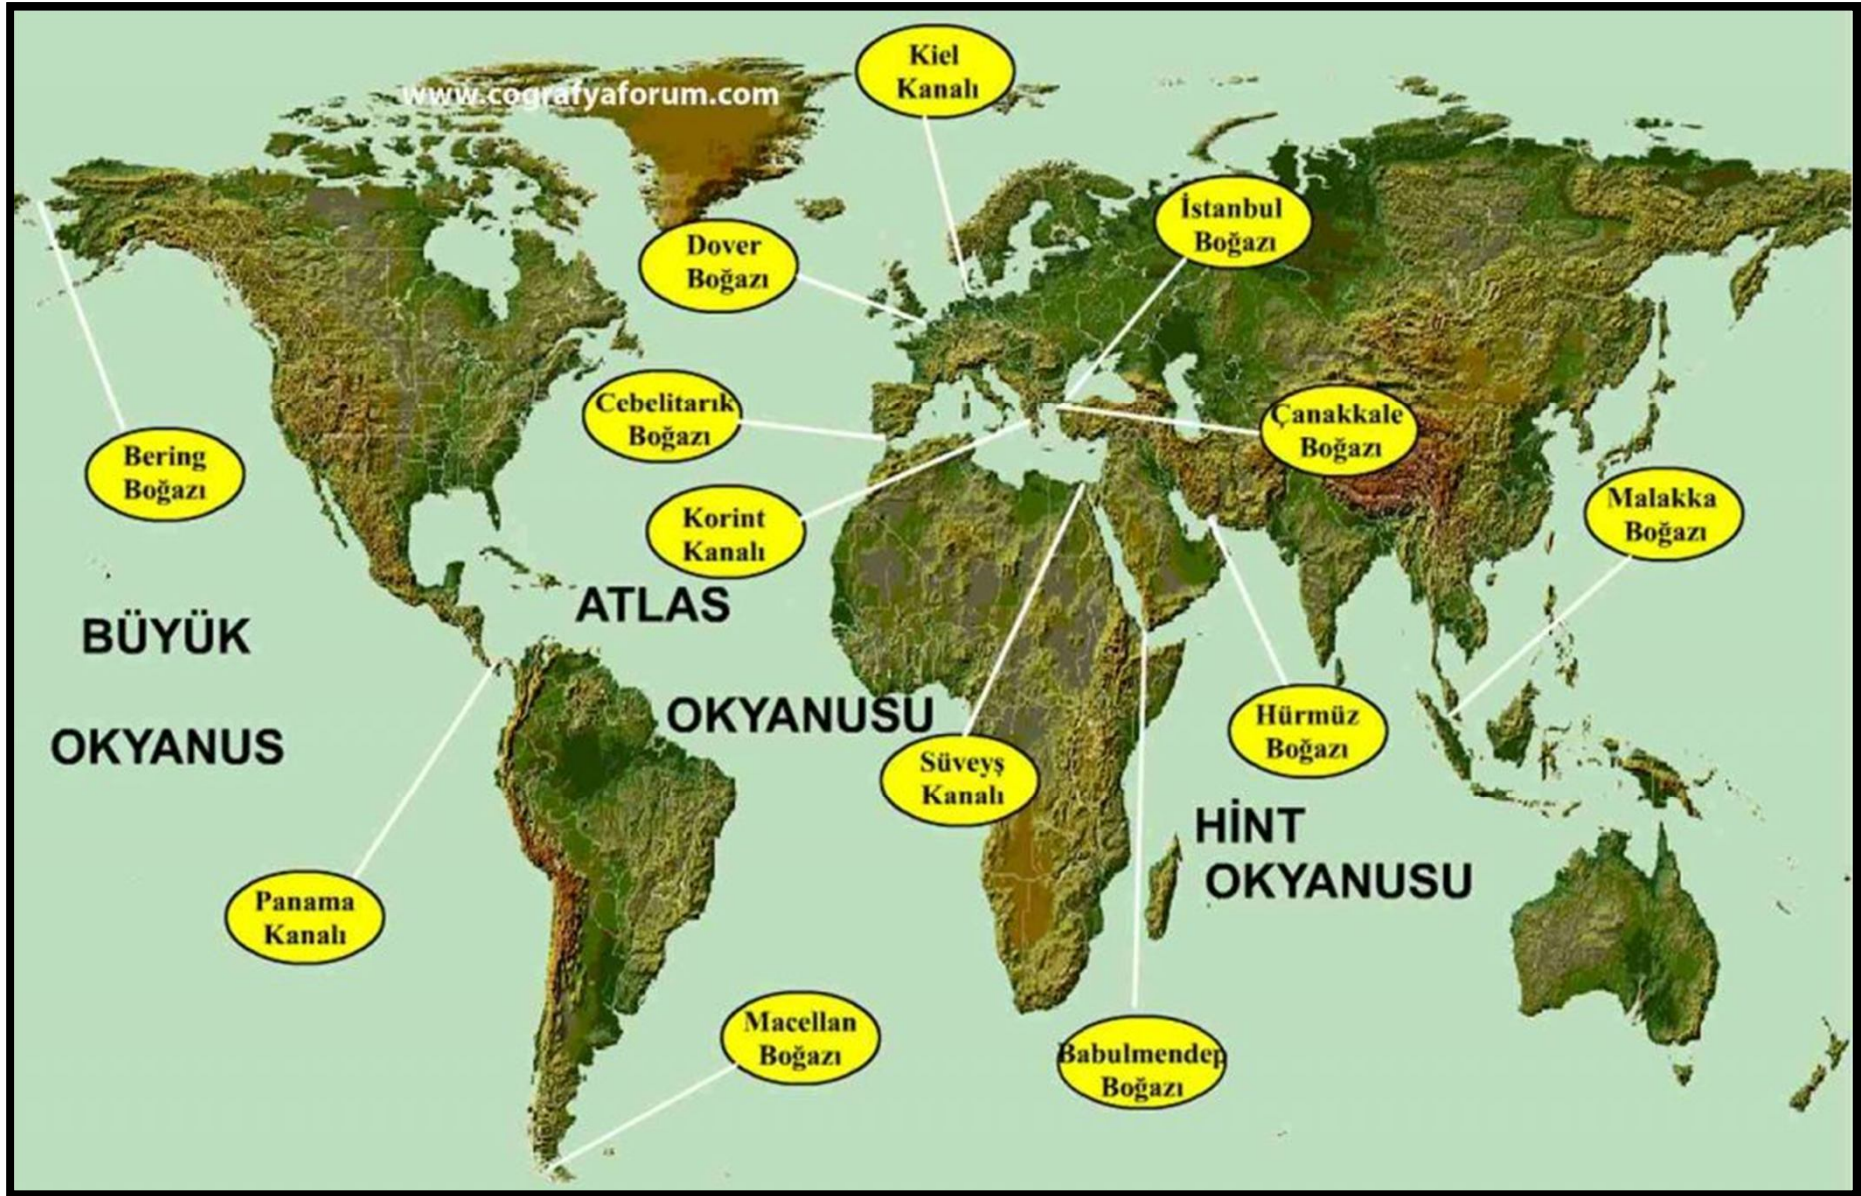 Kiel
Kanalı
www.cografyaforum.com
İstanbul
Boğazı
Dover
Boğazı
Cebelitarık
Boğazı
Çanakkale
Boğazı
Bering
Boğazı
Korint
Kanalı
Malakka
Boğazı
ATLAS
BÜYÜK
OKYANUSU
OKYANUS
Hürmüz
Boğazı
Süveyş
Kanalı
HİNT
OKYANUSU
Panama
Kanalı
Macellan
Boğazı
Babulmendep
Boğazı